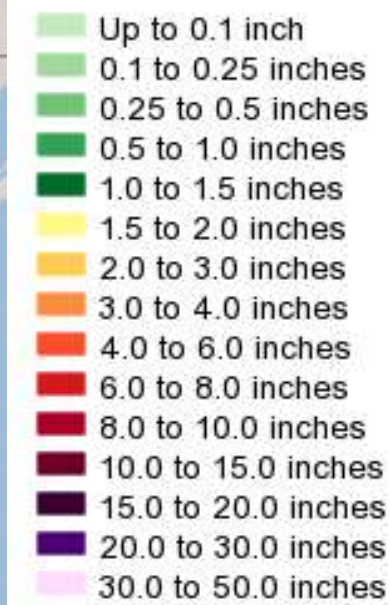 Up to 0.1 inch
0.1 to 0.25 inches
0.25 to 0.5 inches
0.5 to 1.0 inches
1.0 to 1.5 inches
1.5 to 2.0 inches
2.0 to 3.0 inches
3.0 to 4.0 inches
4.0 to 6.0 inches
6.0 to 8.0 inches
8.0 to 10.0 inches
10.0 to 15.0 inches
15.0 to 20.0 inches
20.0 to 30.0 inches
30.0 to 50.0 inches